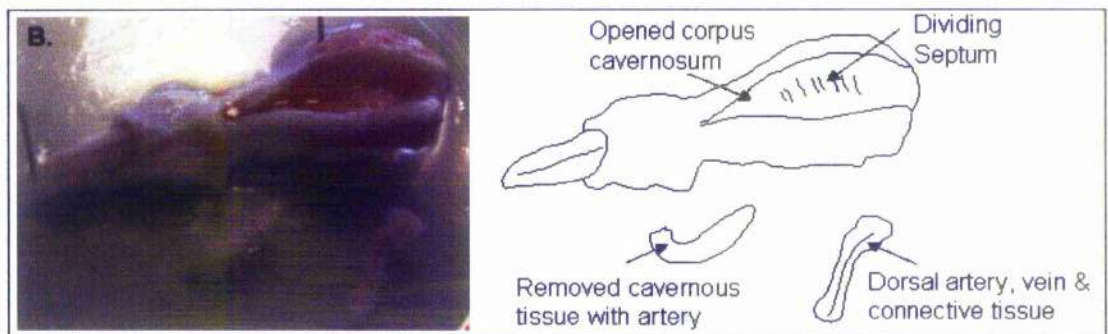 B.
Opened corpus
cavernosum
Dividing
Septum
Removed cavernous
tissue with artery
Dorsal artery, vein &
connective tissue